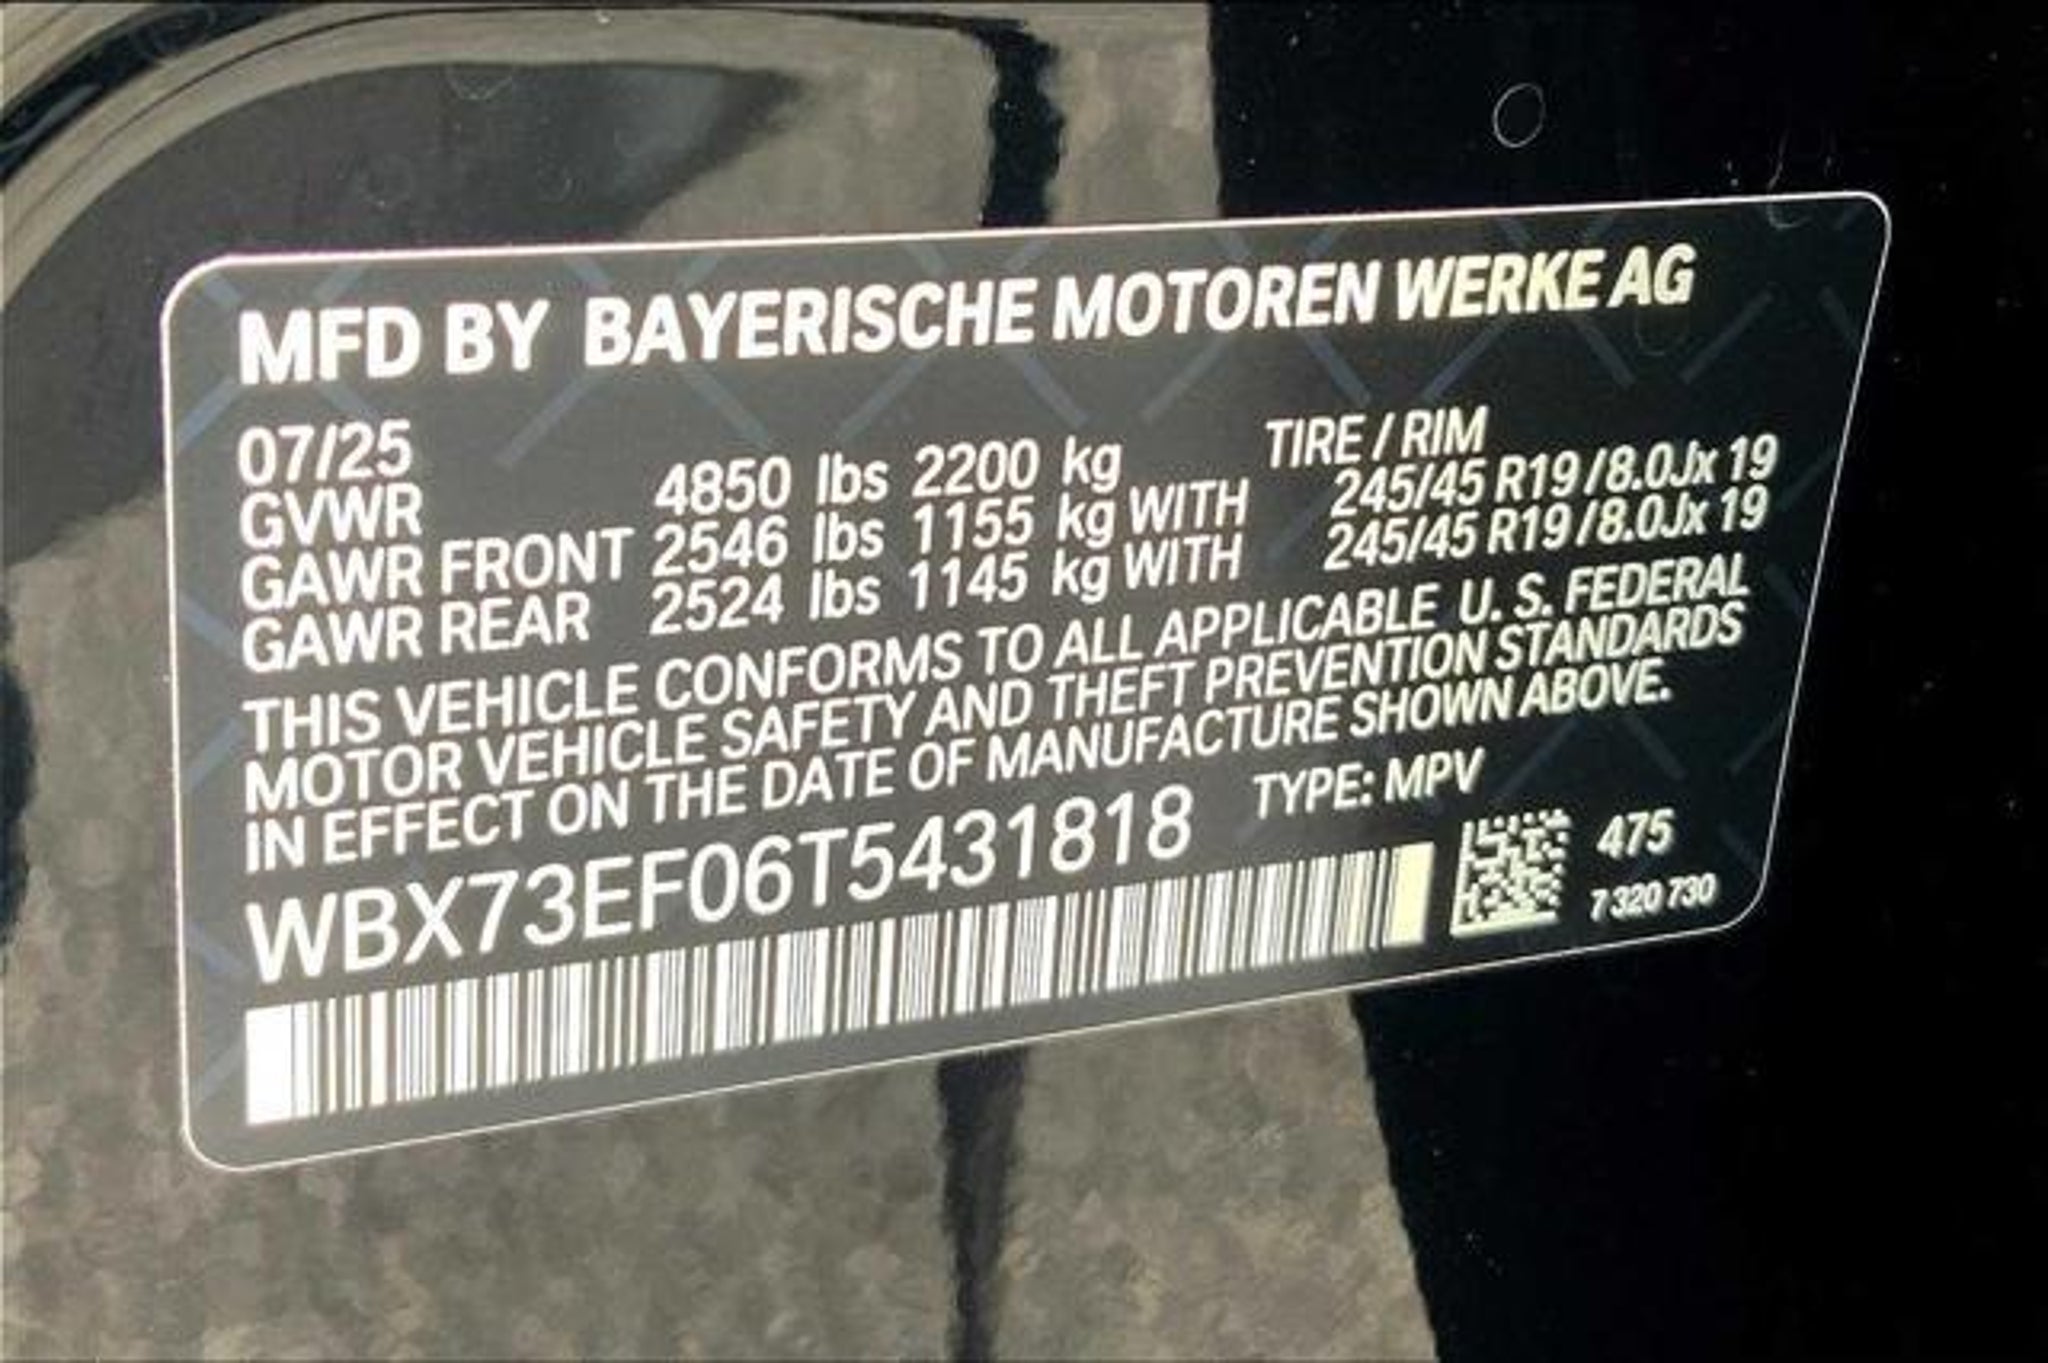 MFD BY BAYERISCHE MOTOREN WERKE AG
07/25 TIRE / RIM
GVWR 4850 lbs 2200 kg
GAWR FRONT 2546 lbs 1155 kg WITH 245/45 R19 /8.0Jx 19
GAWR REAR 2524 lbs 1145 kg WITH 245/45 R19 /8.0Jx 19
THIS VEHICLE CONFORMS TO ALL APPLICABLE U. S. FEDERAL
MOTOR VEHICLE SAFETY AND THEFT PREVENTION STANDARDS
IN EFFECT ON THE DATE OF MANUFACTURE SHOWN ABOVE.
WBX73EF06T5431818 TYPE: MPV
475
7 320 730